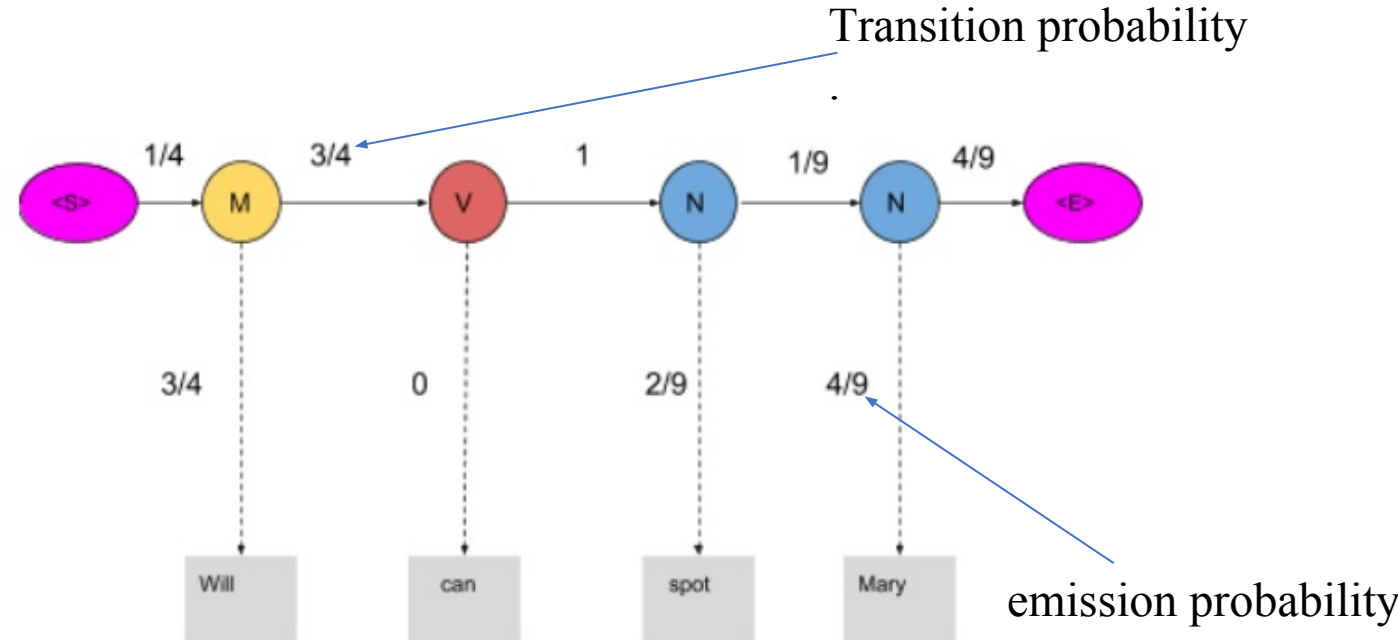 Transition probability
.
1/4 3/4 1 1/9 4/9
<S> M V N N <E>
3/4 0 2/9 4/9
Will can spot Mary
emission probability